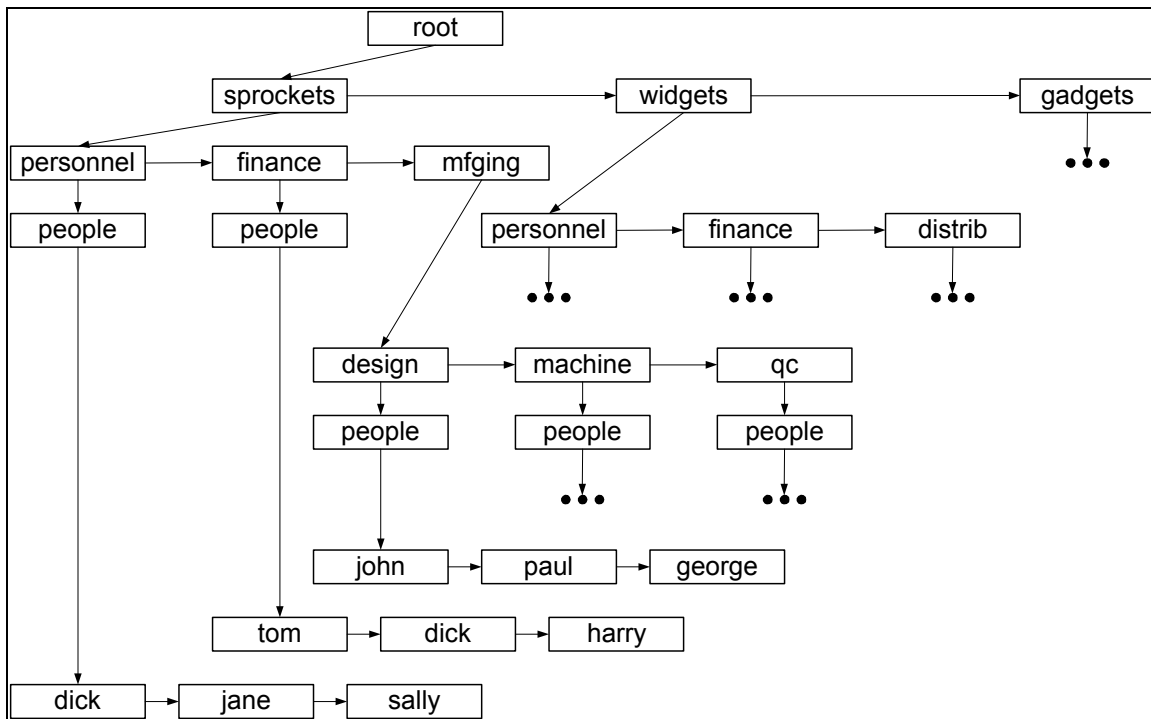 root
sprockets widgets gadgets
personnel finance mfging
people people personnel finance distrib
design machine qc
people people people
john paul george
tom dick harry
dick jane sally